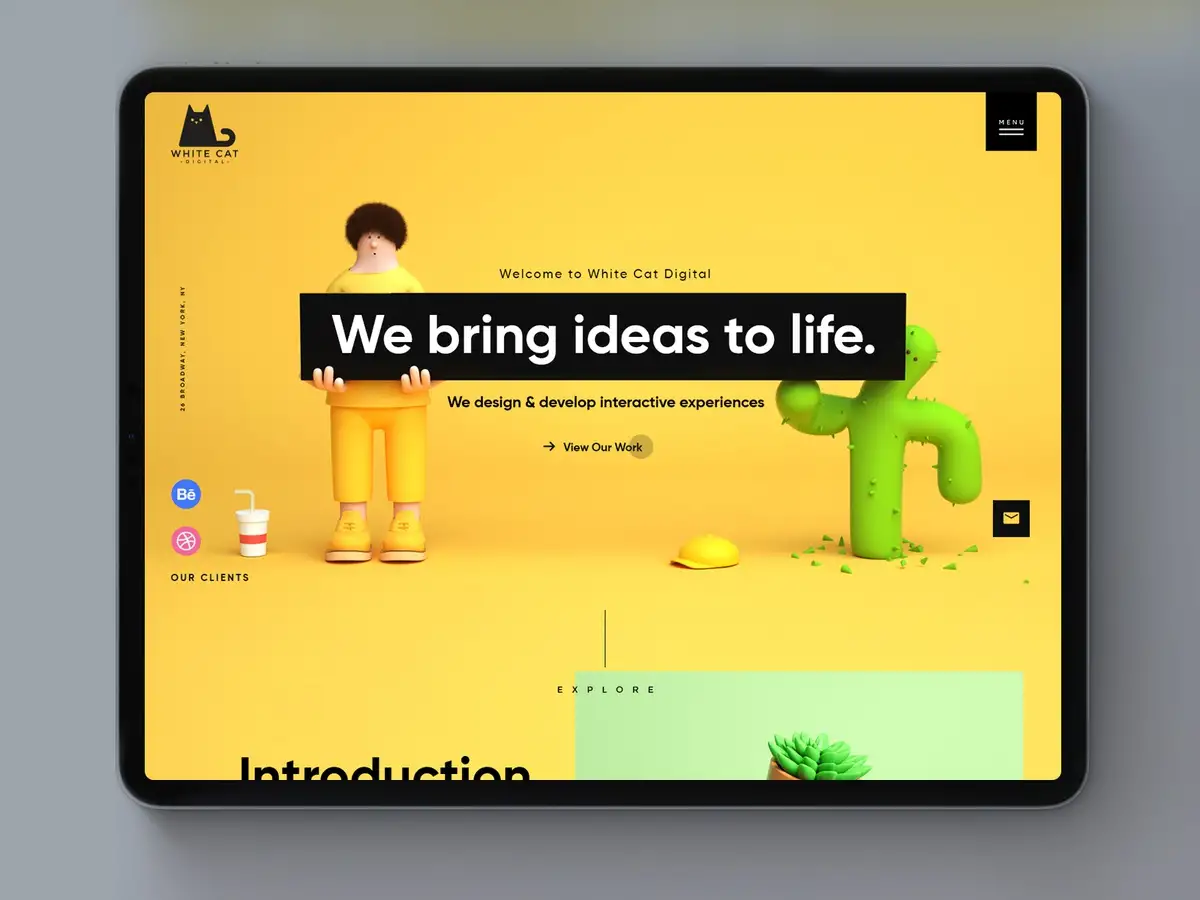 WHITE CAT
-DIGITAL-
MENU
Welcome to White Cat Digital
We bring ideas to life.
We design & develop interactive experiences
→ View Our Work
26 BROADWAY, NEW YORK, NY
Bē
OUR CLIENTS
EXPLORE
Introduction